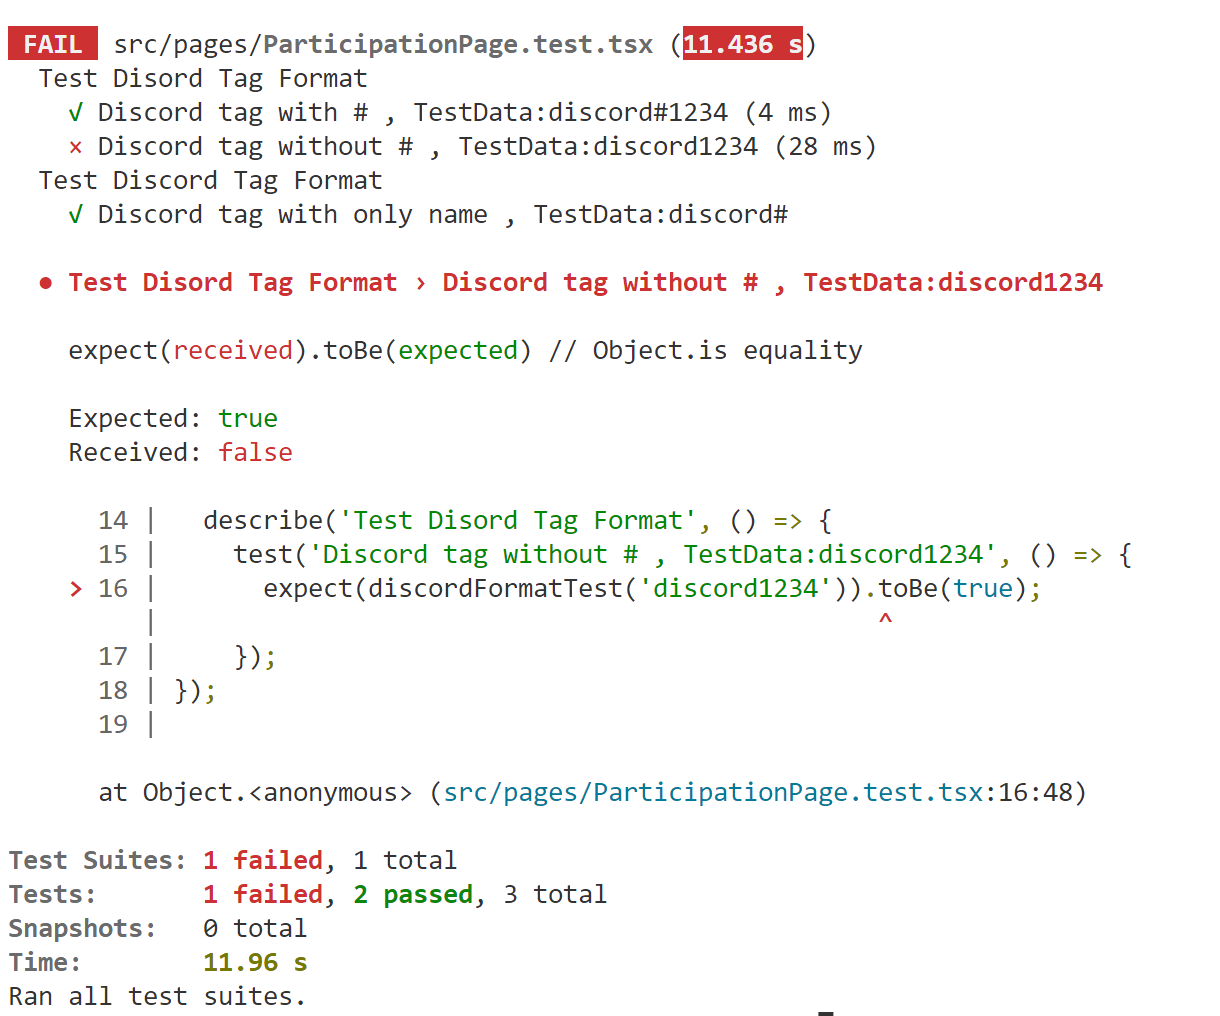 FAIL src/pages/ParticipationPage.test.tsx (11.436 s)
Test Disord Tag Format
√ Discord tag with # , TestData:discord#1234 (4 ms)
× Discord tag without # , TestData:discord1234 (28 ms)
Test Discord Tag Format
√ Discord tag with only name , TestData:discord#
● Test Disord Tag Format › Discord tag without # , TestData:discord1234
expect(received).toBe(expected) // Object.is equality
Expected: true
Received: false
14 |   describe('Test Disord Tag Format', () => {
15 |     test('Discord tag without # , TestData:discord1234', () => {
> 16 |       expect(discordFormatTest('discord1234')).toBe(true);
|                                                ^
17 |     });
18 | });
19 |
at Object.<anonymous> (src/pages/ParticipationPage.test.tsx:16:48)
Test Suites: 1 failed, 1 total
Tests:       1 failed, 2 passed, 3 total
Snapshots:   0 total
Time:        11.96 s
Ran all test suites.